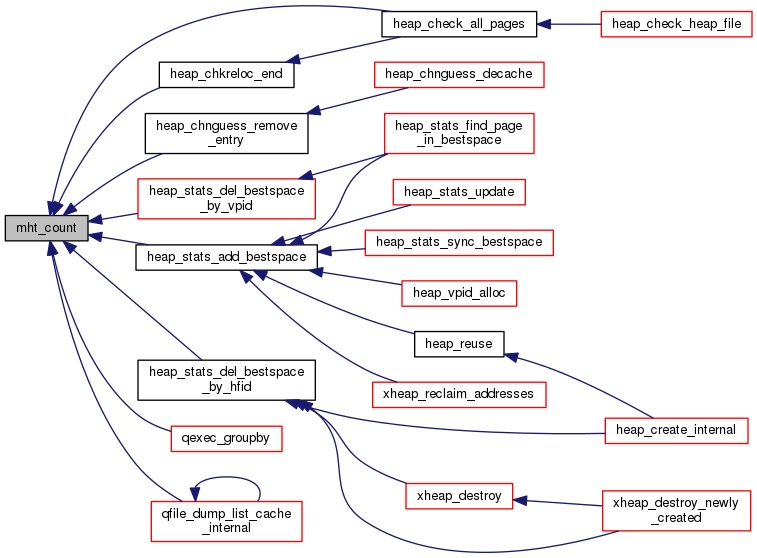 heap_check_all_pages
heap_check_heap_file
heap_chkreloc_end
heap_chnguess_decache
heap_chnguess_remove
_entry
heap_stats_find_page
_in_bestspace
heap_stats_del_bestspace
_by_vpid
heap_stats_update
mht_count
heap_stats_sync_bestspace
heap_stats_add_bestspace
heap_vpid_alloc
heap_reuse
heap_stats_del_bestspace
_by_hfid
xheap_reclaim_addresses
heap_create_internal
qexec_groupby
xheap_destroy
xheap_destroy_newly
_created
qfile_dump_list_cache
_internal